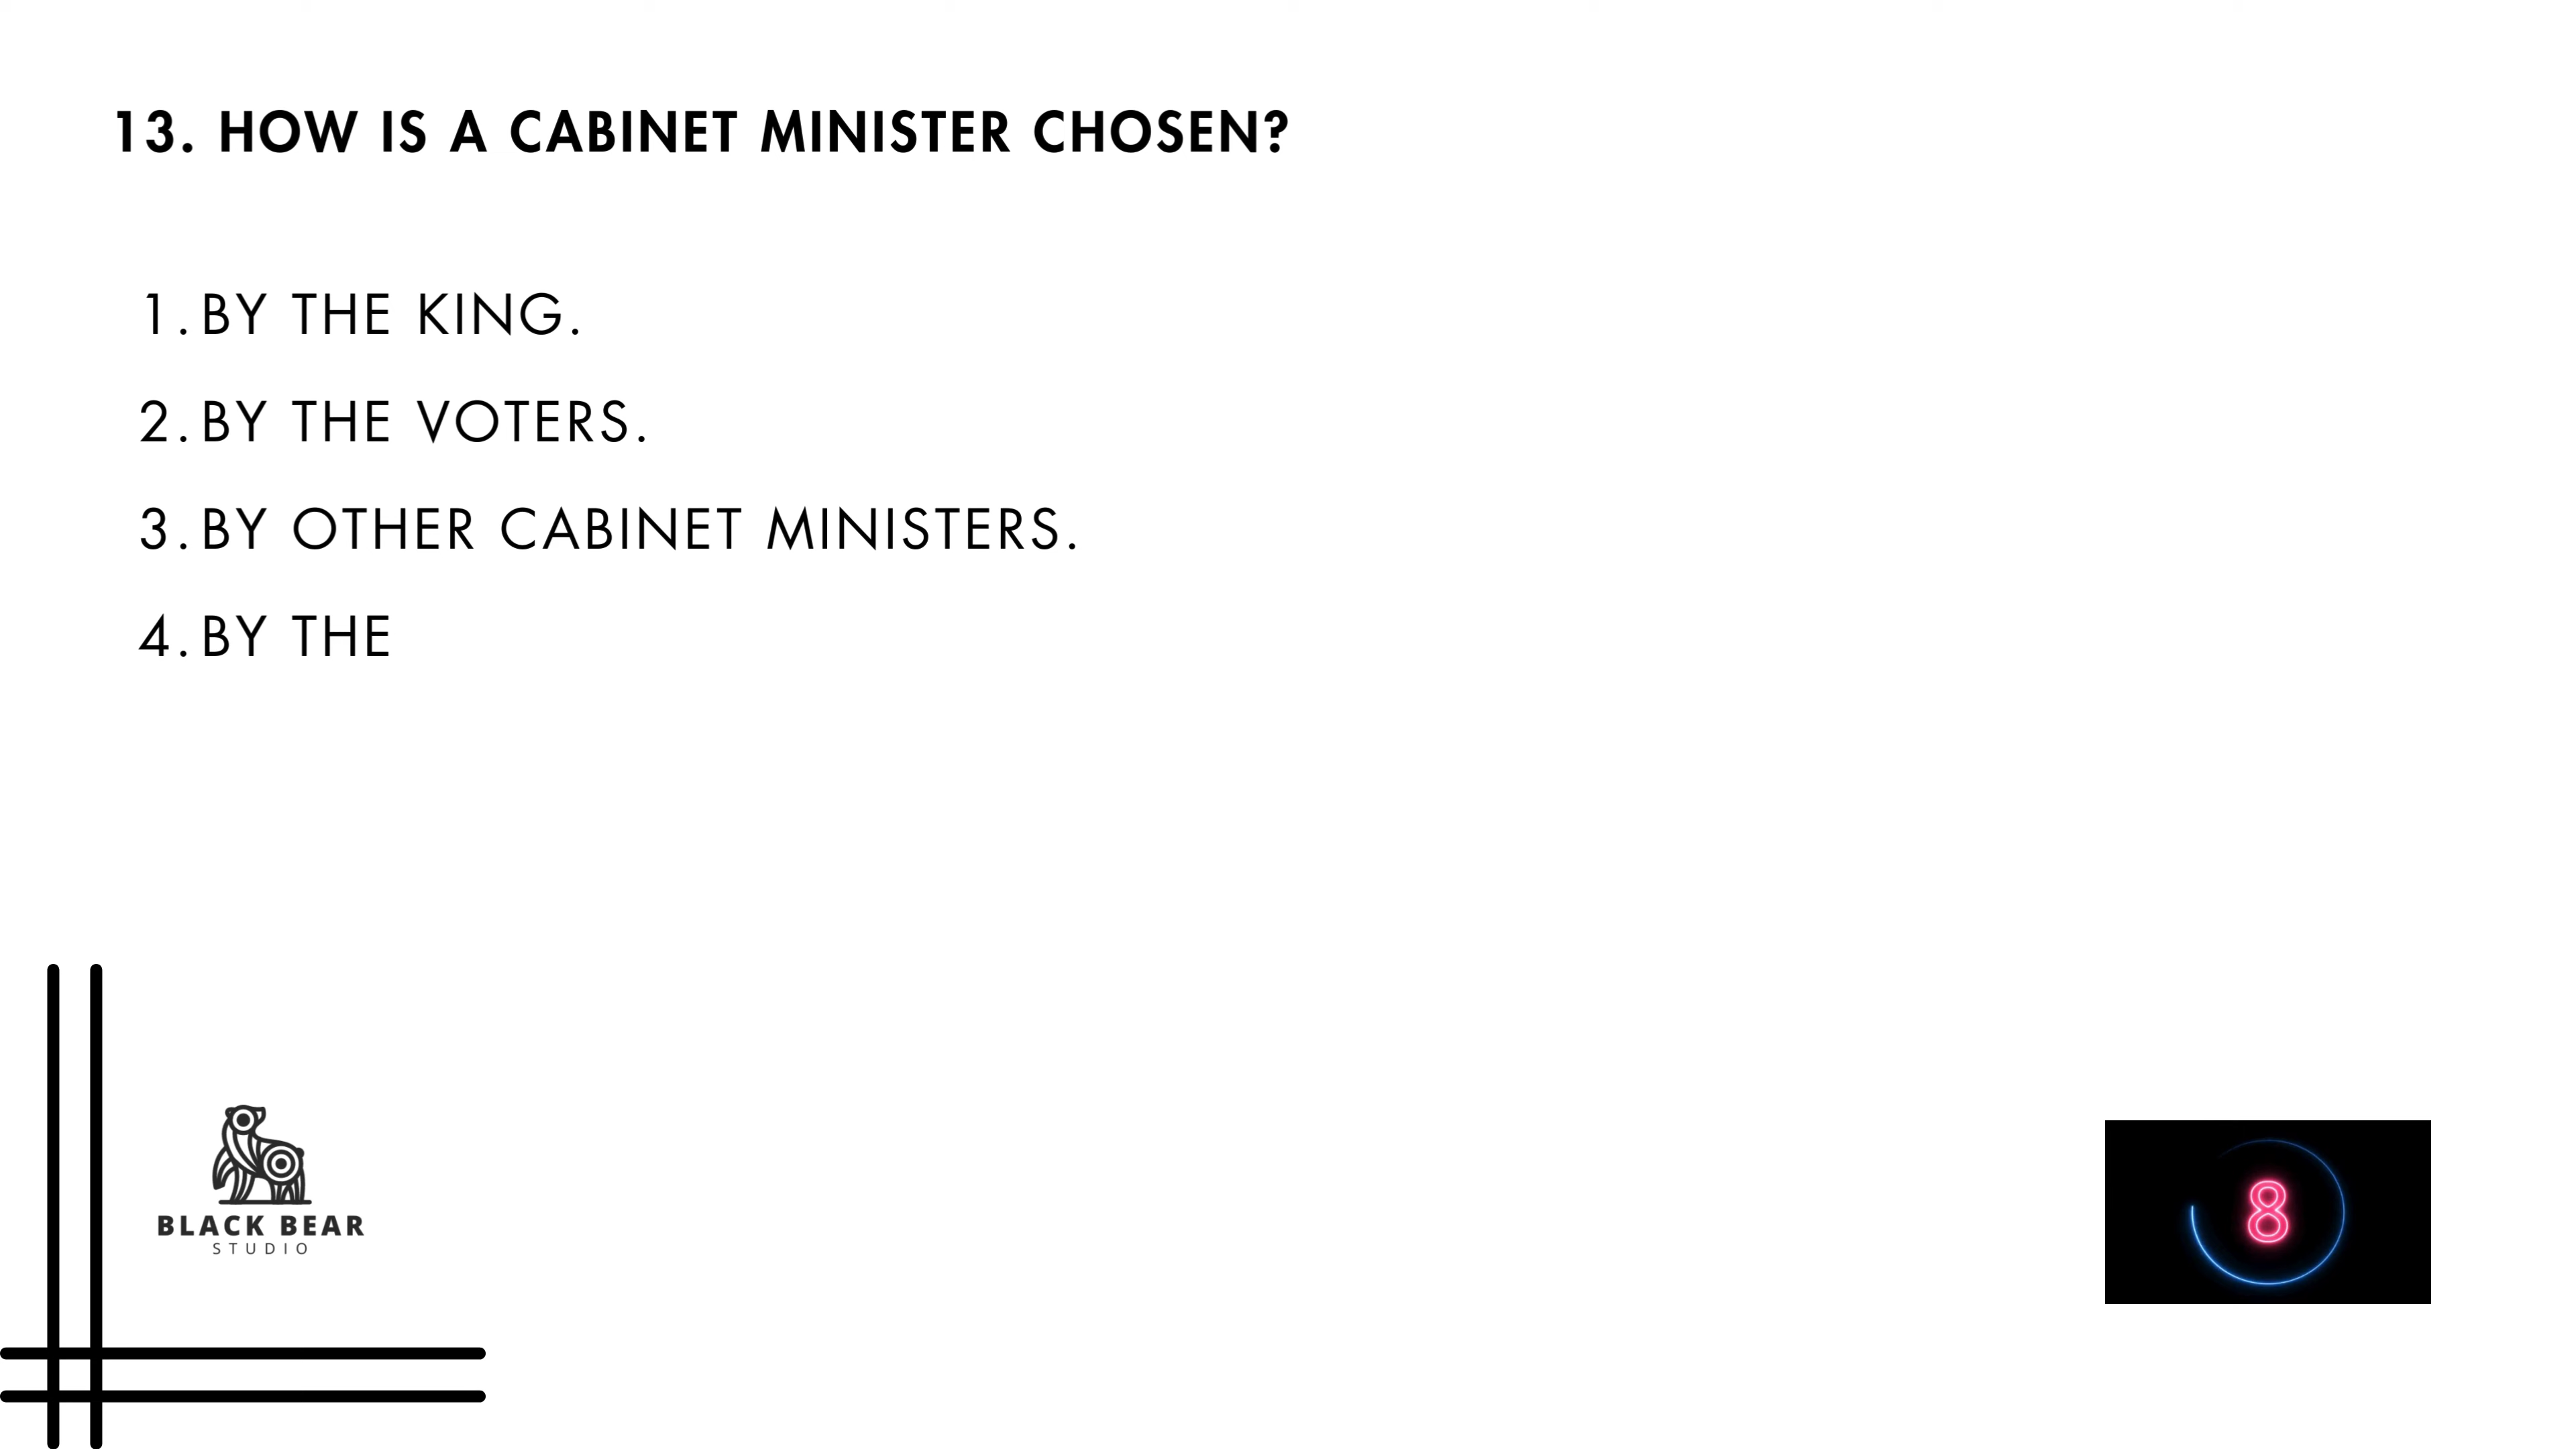 13. HOW IS A CABINET MINISTER CHOSEN?
1. BY THE KING.
2. BY THE VOTERS.
3. BY OTHER CABINET MINISTERS.
4. BY THE
BLACK BEAR
STUDIO
8